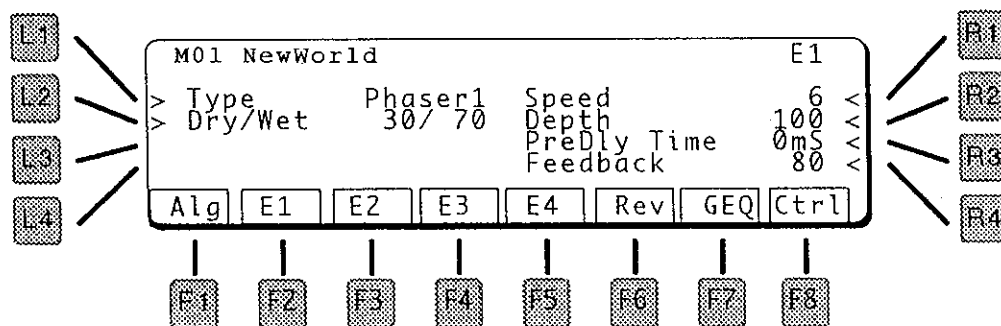 L1
L2
L3
L4
M01 NewWorld E1
> Type Phaser1 Speed 6 <
> Dry/Wet 30/ 70 Depth 100 <
PreDly Time 0mS <
Feedback 80 <
Alg E1 E2 E3 E4 Rev GEQ Ctrl
R1
R2
R3
R4
F1 F2 F3 F4 F5 F6 F7 F8